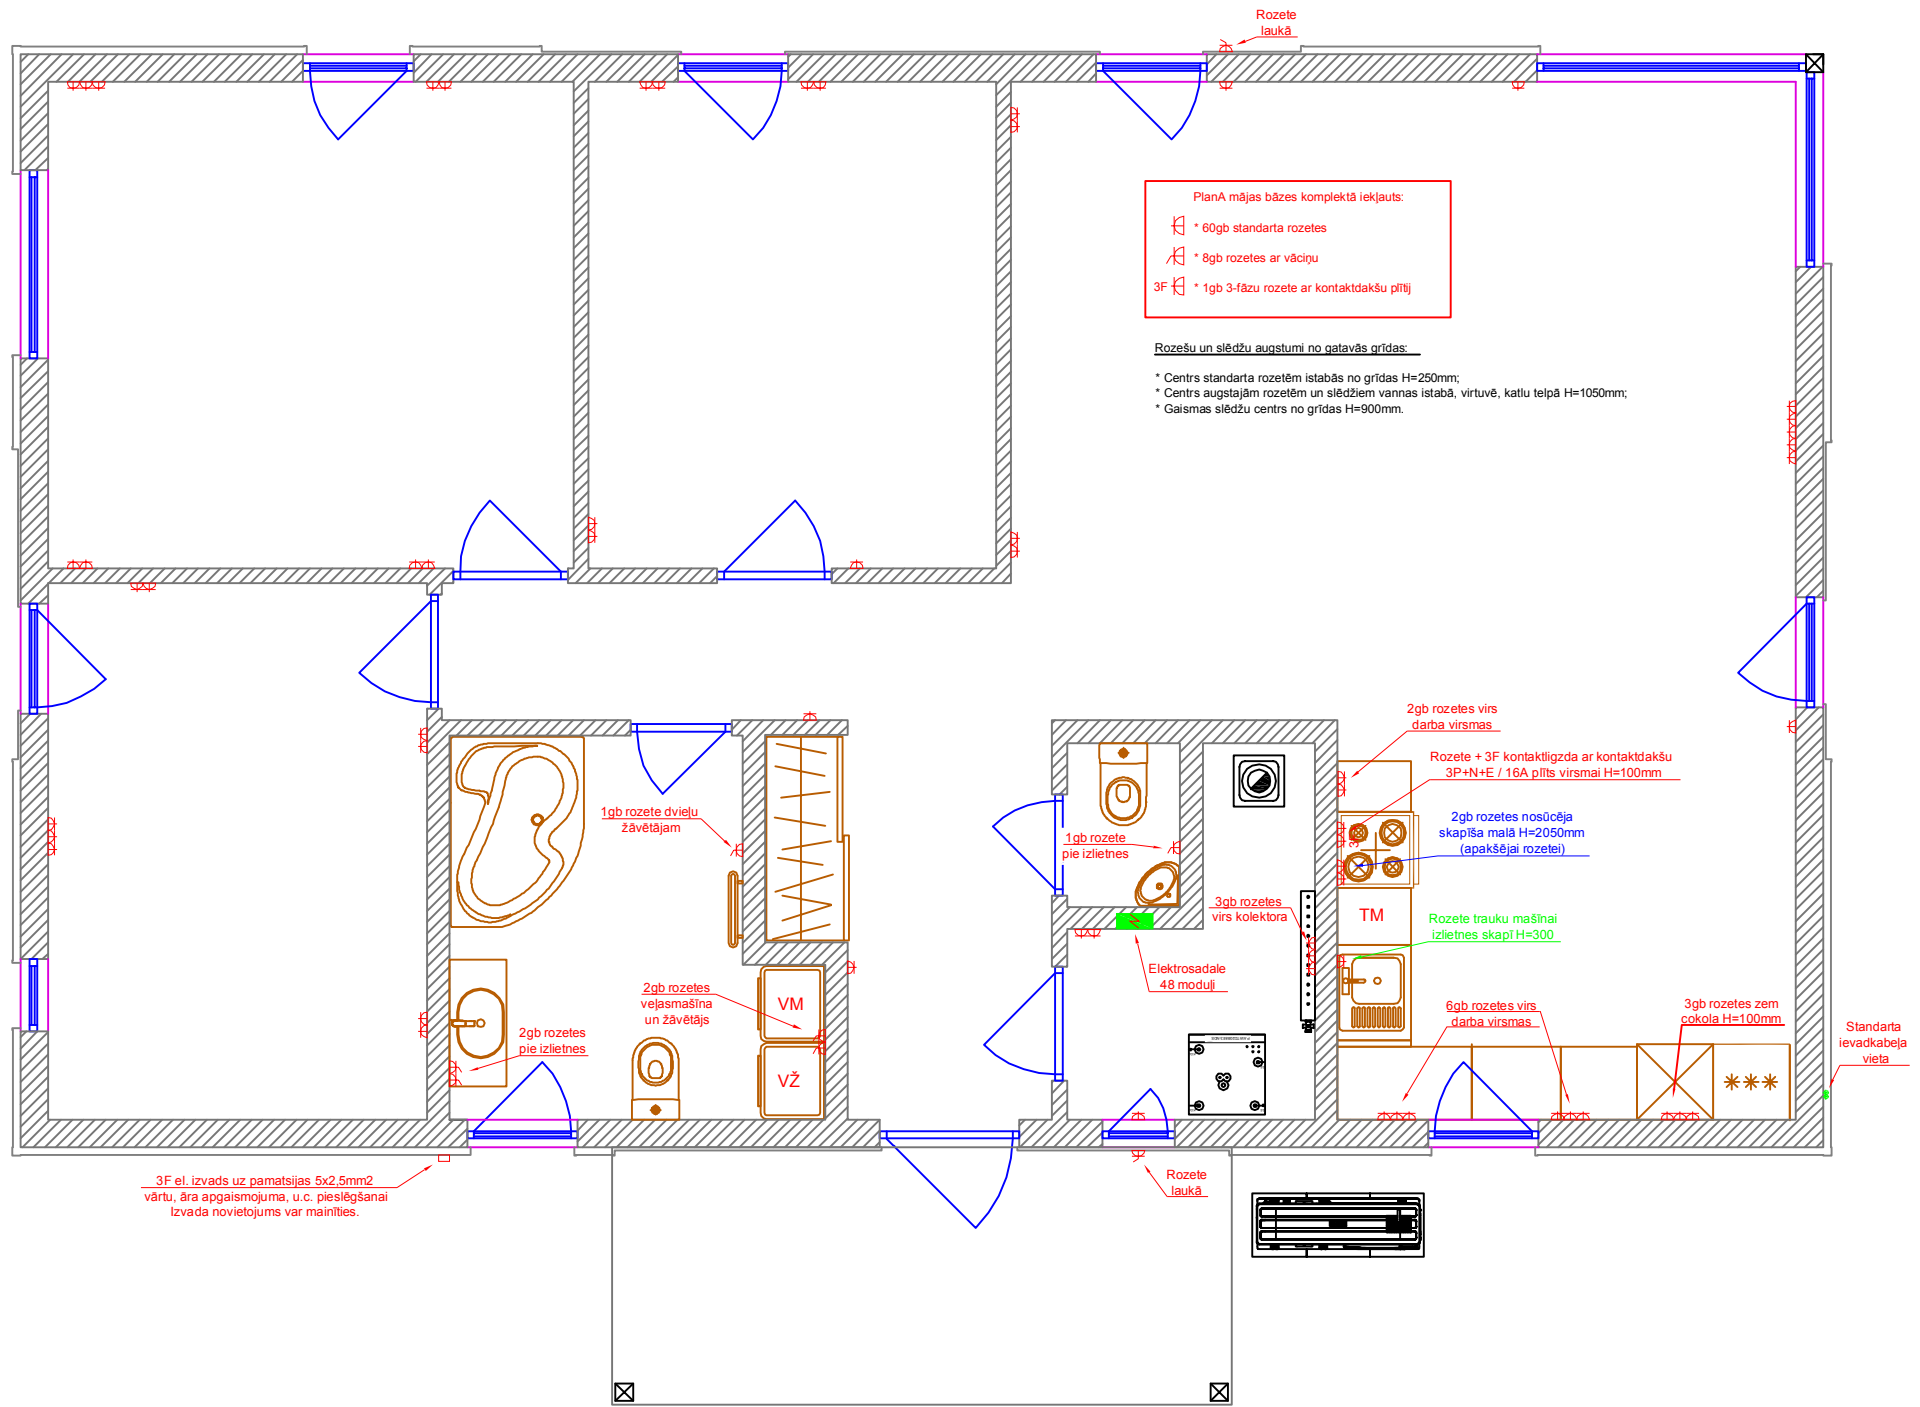 Rozete
laukā
PlanA mājas bāzes komplektā iekļauts:
* 60gb standarta rozetes
* 8gb rozetes ar vāciņu
3F * 1gb 3-fāzu rozete ar kontaktdakšu plītij
Rozešu un slēdžu augstumi no gatavās grīdas:
* Centrs standarta rozetēm istabās no grīdas H=250mm;
* Centrs augstajām rozetēm un slēdžiem vannas istabā, virtuvē, katlu telpā H=1050mm;
* Gaismas slēdžu centrs no grīdas H=900mm.
2gb rozetes virs
darba virsmas
Rozete + 3F kontaktligzda ar kontaktdakšu
3P+N+E / 16A plīts virsmai H=100mm
2gb rozetes nosūcēja
skapīša malā H=2050mm
(apakšējai rozetei)
1gb rozete dvieļu
žāvētājam
1gb rozete
pie izlietnes
3gb rozetes
virs kolektora
TM
Rozete trauku mašīnai
izlietnes skapī H=300
Elektrosadale
48 moduļi
2gb rozetes
veļasmašīna
un žāvētājs
VM
VŽ
2gb rozetes
pie izlietnes
6gb rozetes virs
darba virsmas
3gb rozetes zem
cokola H=100mm
Standarta
ievadkabeļa
vieta
3F el. izvads uz pamatsijas 5x2,5mm2
vārtu, āra apgaismojuma, u.c. pieslēgšanai
Izvada novietojums var mainīties.
Rozete
laukā